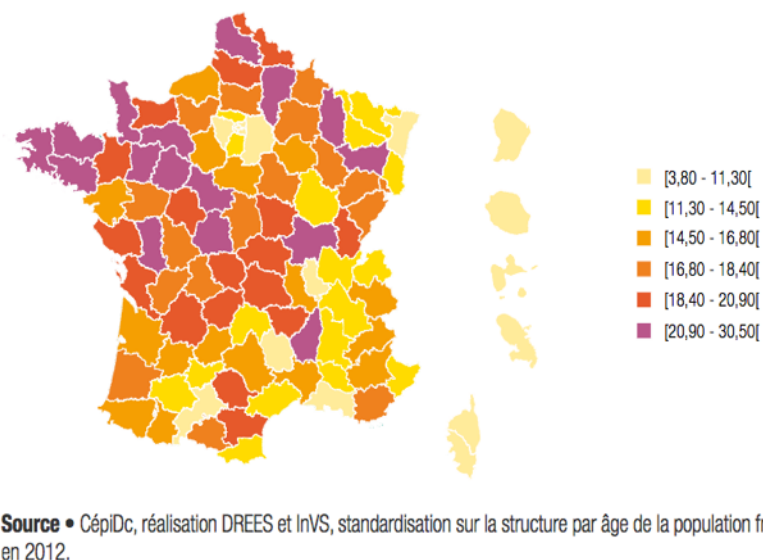 [3,80 - 11,30[
[11,30 - 14,50[
[14,50 - 16,80[
[16,80 - 18,40[
[18,40 - 20,90[
[20,90 - 30,50[
Source • CépiDc, réalisation DREES et InVS, standardisation sur la structure par âge de la population fr
en 2012.